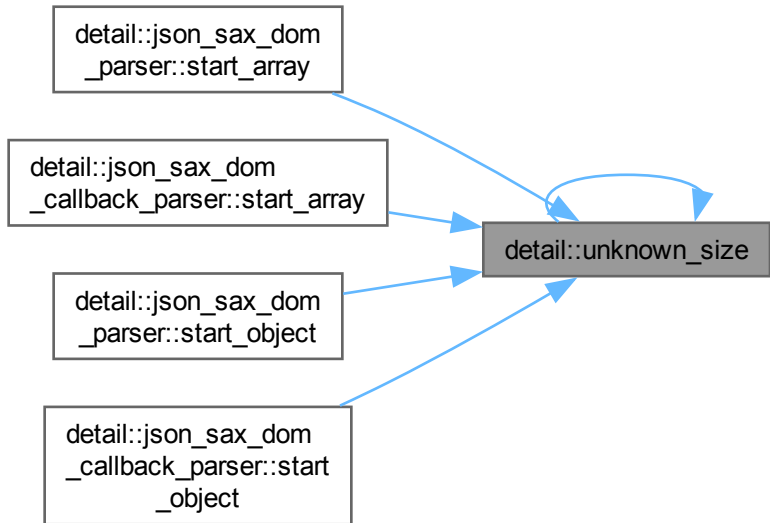 detail::json_sax_dom
_parser::start_array
detail::json_sax_dom
_callback_parser::start_array
detail::unknown_size
detail::json_sax_dom
_parser::start_object
detail::json_sax_dom
_callback_parser::start
_object